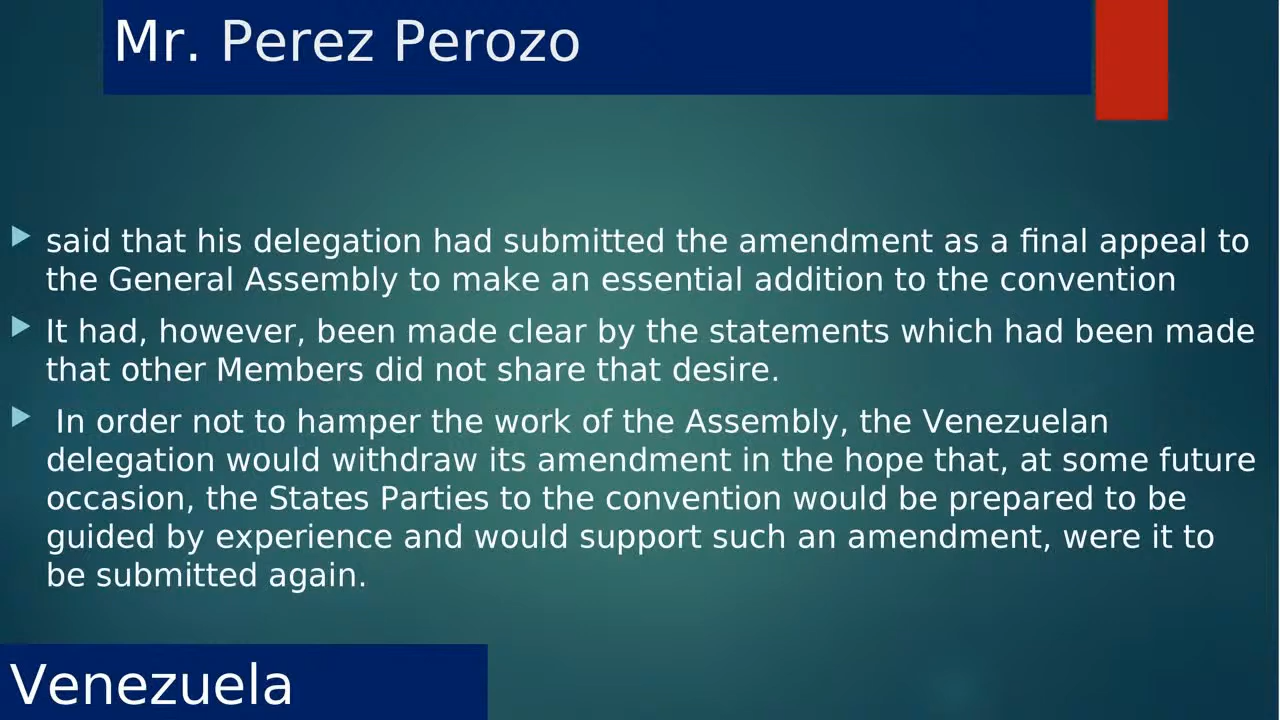 Mr. Perez Perozo
said that his delegation had submitted the amendment as a final appeal to
the General Assembly to make an essential addition to the convention
It had, however, been made clear by the statements which had been made
that other Members did not share that desire.
In order not to hamper the work of the Assembly, the Venezuelan
delegation would withdraw its amendment in the hope that, at some future
occasion, the States Parties to the convention would be prepared to be
guided by experience and would support such an amendment, were it to
be submitted again.
Venezuela